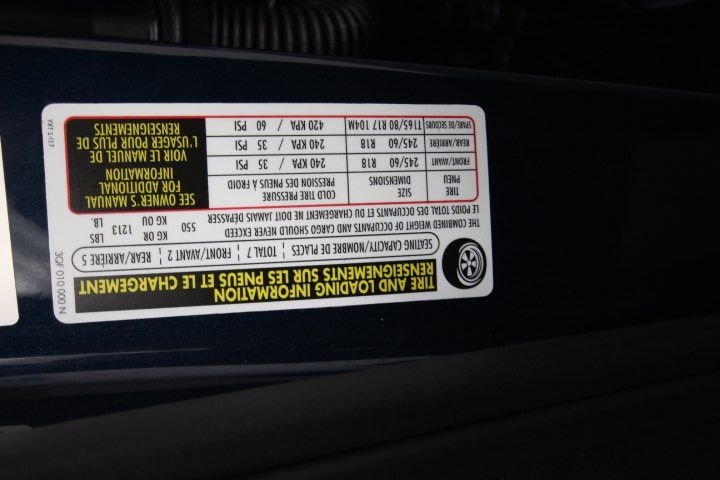 TIRE AND LOADING INFORMATION
RENSEIGNEMENTS SUR LES PNEUS ET LE CHARGEMENT
SEATING CAPACITY/NOMBRE DE PLACES ¦ TOTAL 7 ¦ FRONT/AVANT 2 ¦ REAR/ARRIÈRE 5
THE COMBINED WEIGHT OF OCCUPANTS AND CARGO SHOULD NEVER EXCEED 550 KG OR 1213 LBS
LE POIDS TOTAL DES OCCUPANTS ET DU CHARGEMENT NE DOIT JAMAIS DÉPASSER KG OU LB.
TIRE SIZE COLD TIRE PRESSURE
PNEU DIMENSIONS PRESSION DES PNEUS À FROID
FRONT/AVANT 245/60 R18 240 KPA / 35 PSI
REAR/ARRIÈRE 245/60 R18 240 KPA / 35 PSI
SPARE/DE SECOURS T165/80 R17 104M 420 KPA / 60 PSI
SEE OWNER'S MANUAL
FOR ADDITIONAL
INFORMATION
VOIR LE MANUEL DE
L'USAGER POUR PLUS DE
RENSEIGNEMENTS
3QF 010 000 N